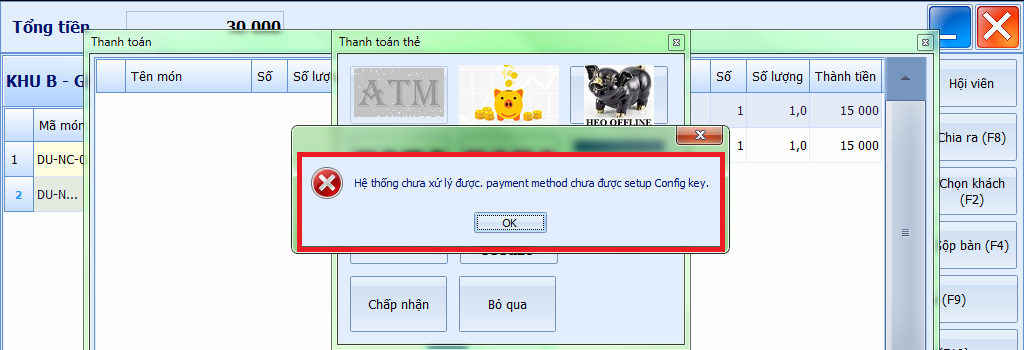 Tổng tiền
30 000
Thanh toán
Thanh toán thẻ
KHU B - G
Tên món
Số
Số lượ
Số
Số lượng
Thành tiền
Hội viên
Mã món
ATM
HEO OFFLINE
1
1,0
15 000
Chia ra (F8)
1
DU-NC-0
1
1,0
15 000
2
DU-N...
Chọn khách
(F2)
Hệ thống chưa xử lý được. payment method chưa được setup Config key.
OK
Gộp bàn (F4)
Chấp nhận
Bỏ qua
(F9)